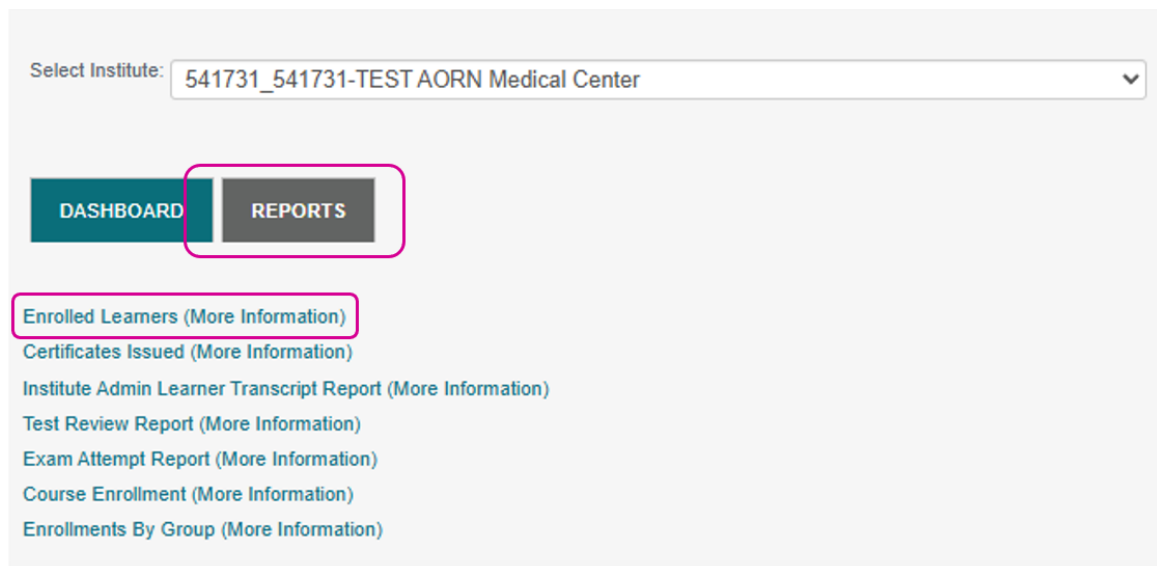 Select Institute: 541731_541731-TEST AORN Medical Center
DASHBOARD REPORTS
Enrolled Learners (More Information)
Certificates Issued (More Information)
Institute Admin Learner Transcript Report (More Information)
Test Review Report (More Information)
Exam Attempt Report (More Information)
Course Enrollment (More Information)
Enrollments By Group (More Information)